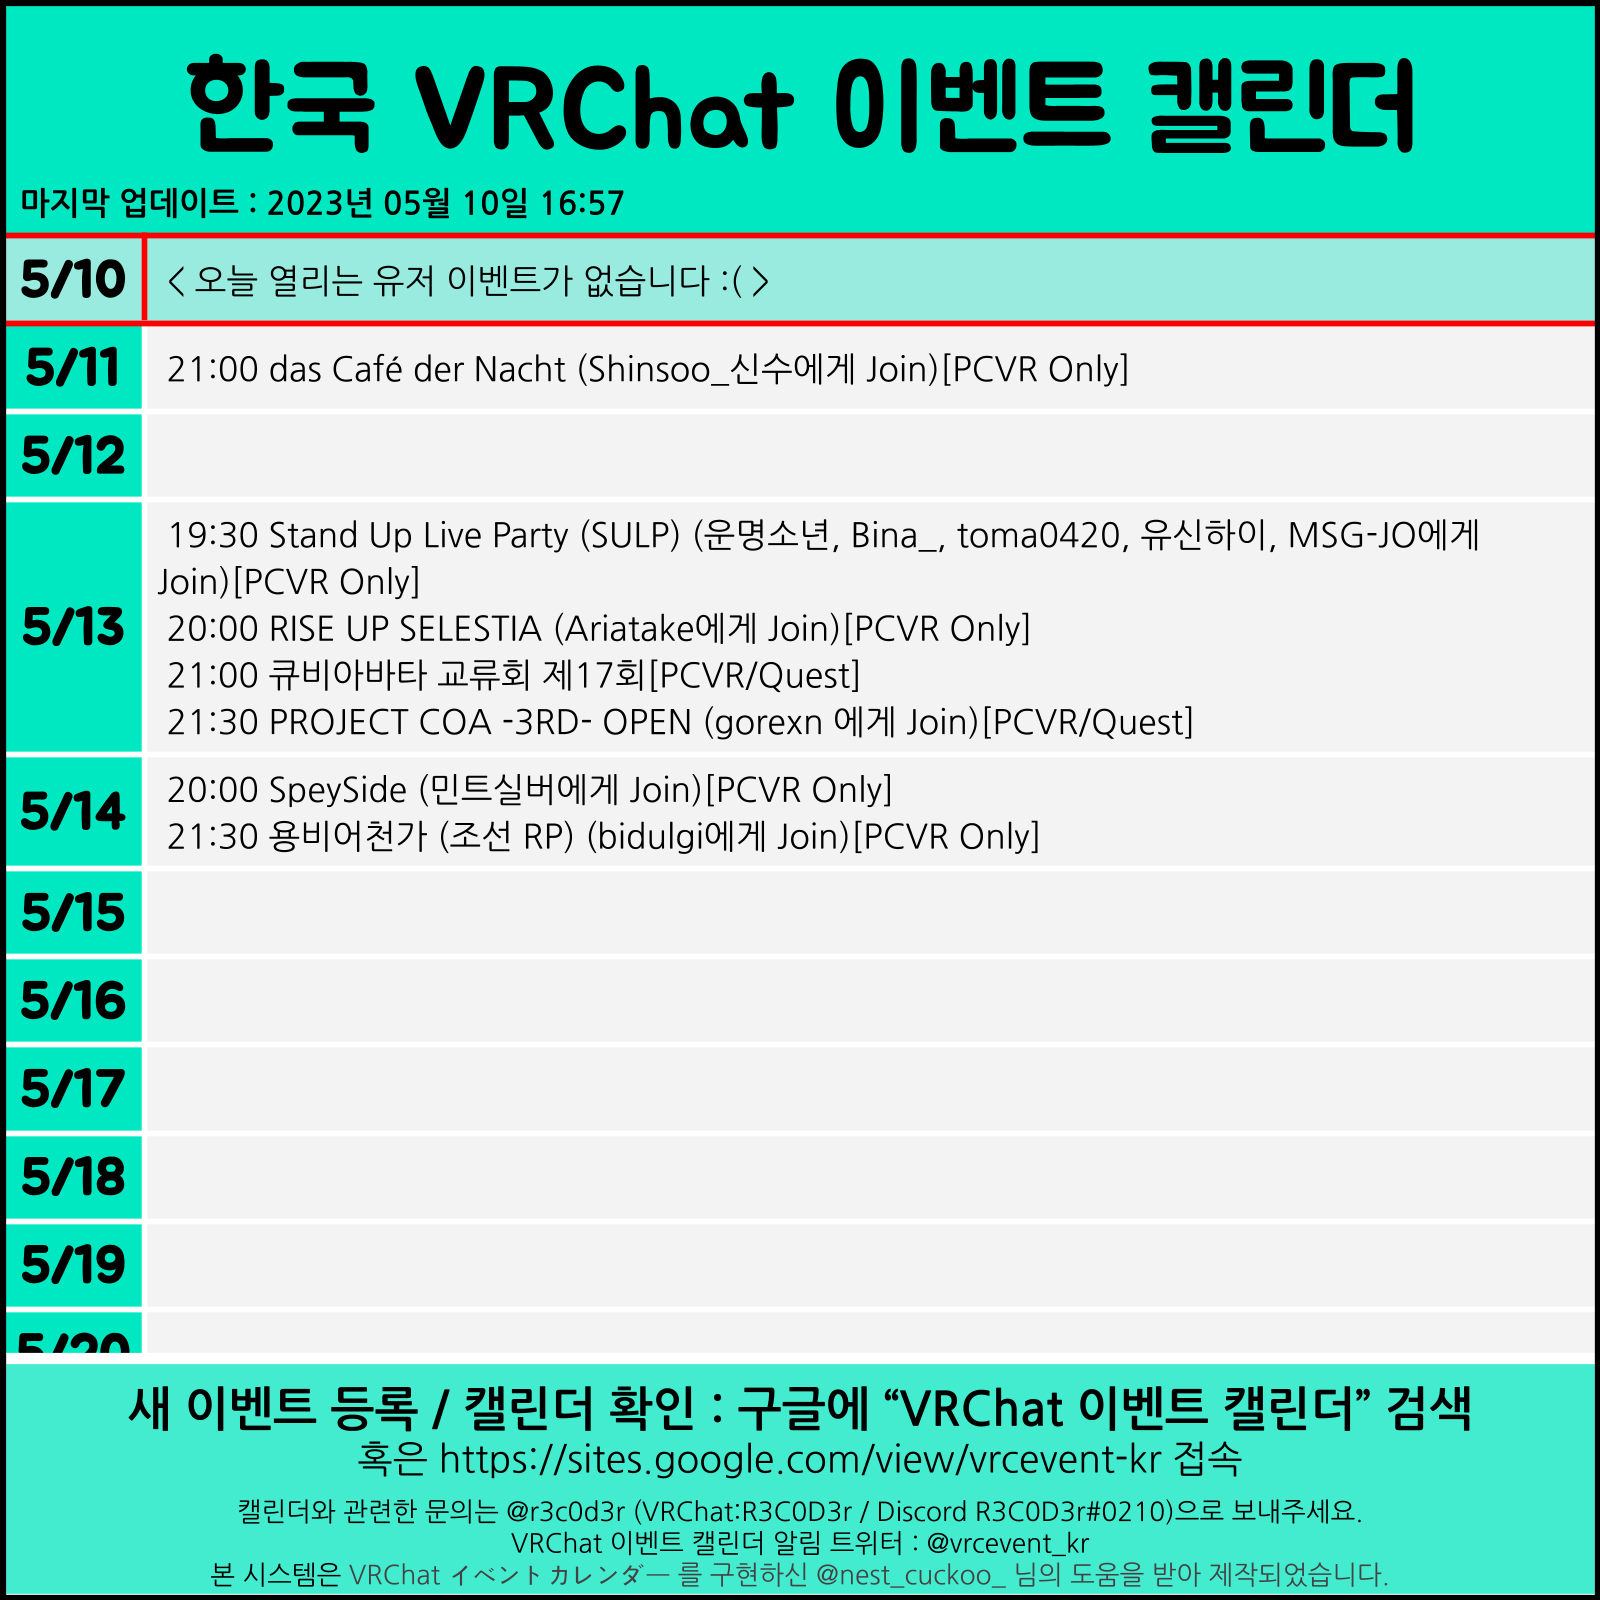 한국 VRChat 이벤트 캘린더
마지막 업데이트 : 2023년 05월 10일 16:57
5/10
< 오늘 열리는 유저 이벤트가 없습니다 :( >
5/11
21:00 das Café der Nacht (Shinsoo_신수에게 Join)[PCVR Only]
5/12
5/13
19:30 Stand Up Live Party (SULP) (운명소년, Bina_, toma0420, 유신하이, MSG-JO에게
Join)[PCVR Only]
20:00 RISE UP SELESTIA (Ariatake에게 Join)[PCVR Only]
21:00 큐비아바타 교류회 제17회[PCVR/Quest]
21:30 PROJECT COA -3RD- OPEN (gorexn 에게 Join)[PCVR/Quest]
5/14
20:00 SpeySide (민트실버에게 Join)[PCVR Only]
21:30 용비어천가 (조선 RP) (bidulgi에게 Join)[PCVR Only]
5/15
5/16
5/17
5/18
5/19
5/20
새 이벤트 등록 / 캘린더 확인 : 구글에 “VRChat 이벤트 캘린더” 검색
혹은 https://sites.google.com/view/vrcevent-kr 접속
캘린더와 관련한 문의는 @r3c0d3r (VRChat:R3C0D3r / Discord R3C0D3r#0210)으로 보내주세요.
VRChat 이벤트 캘린더 알림 트위터 : @vrcevent_kr
본 시스템은 VRChat イベントカレンダー 를 구현하신 @nest_cuckoo_ 님의 도움을 받아 제작되었습니다.